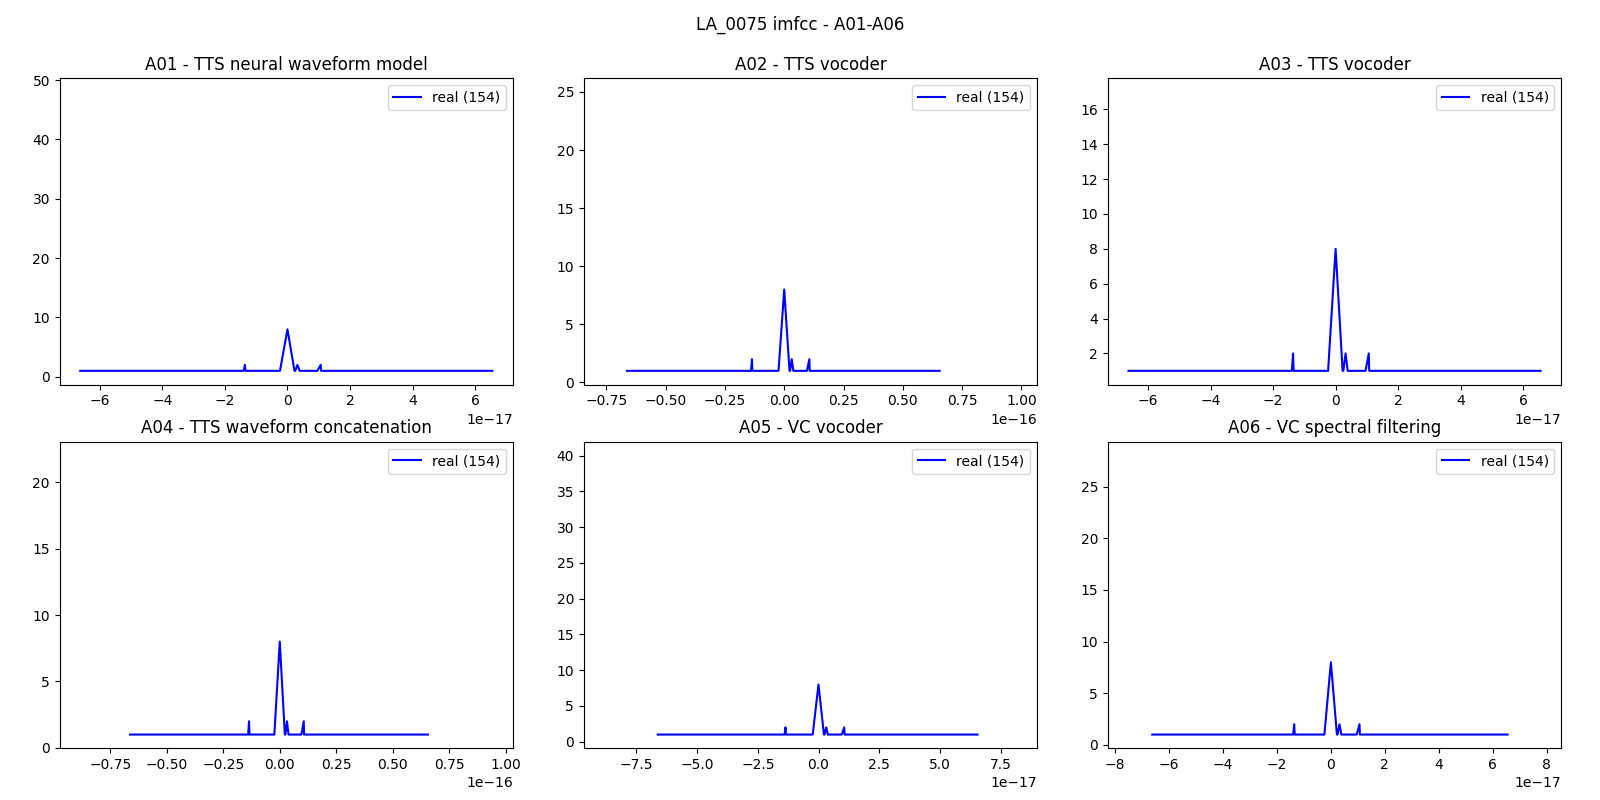 LA_0075 imfcc - A01-A06
A01 - TTS neural waveform model
real (154)
50
40
30
20
10
0
−6 −4 −2 0 2 4 6
1e−17
A02 - TTS vocoder
real (154)
25
20
15
10
5
0
−0.75 −0.50 −0.25 0.00 0.25 0.50 0.75 1.00
1e−16
A03 - TTS vocoder
real (154)
16
14
12
10
8
6
4
2
−6 −4 −2 0 2 4 6
1e−17
A04 - TTS waveform concatenation
real (154)
20
15
10
5
0
−0.75 −0.50 −0.25 0.00 0.25 0.50 0.75 1.00
1e−16
A05 - VC vocoder
real (154)
40
35
30
25
20
15
10
5
0
−7.5 −5.0 −2.5 0.0 2.5 5.0 7.5
1e−17
A06 - VC spectral filtering
real (154)
25
20
15
10
5
0
−8 −6 −4 −2 0 2 4 6 8
1e−17